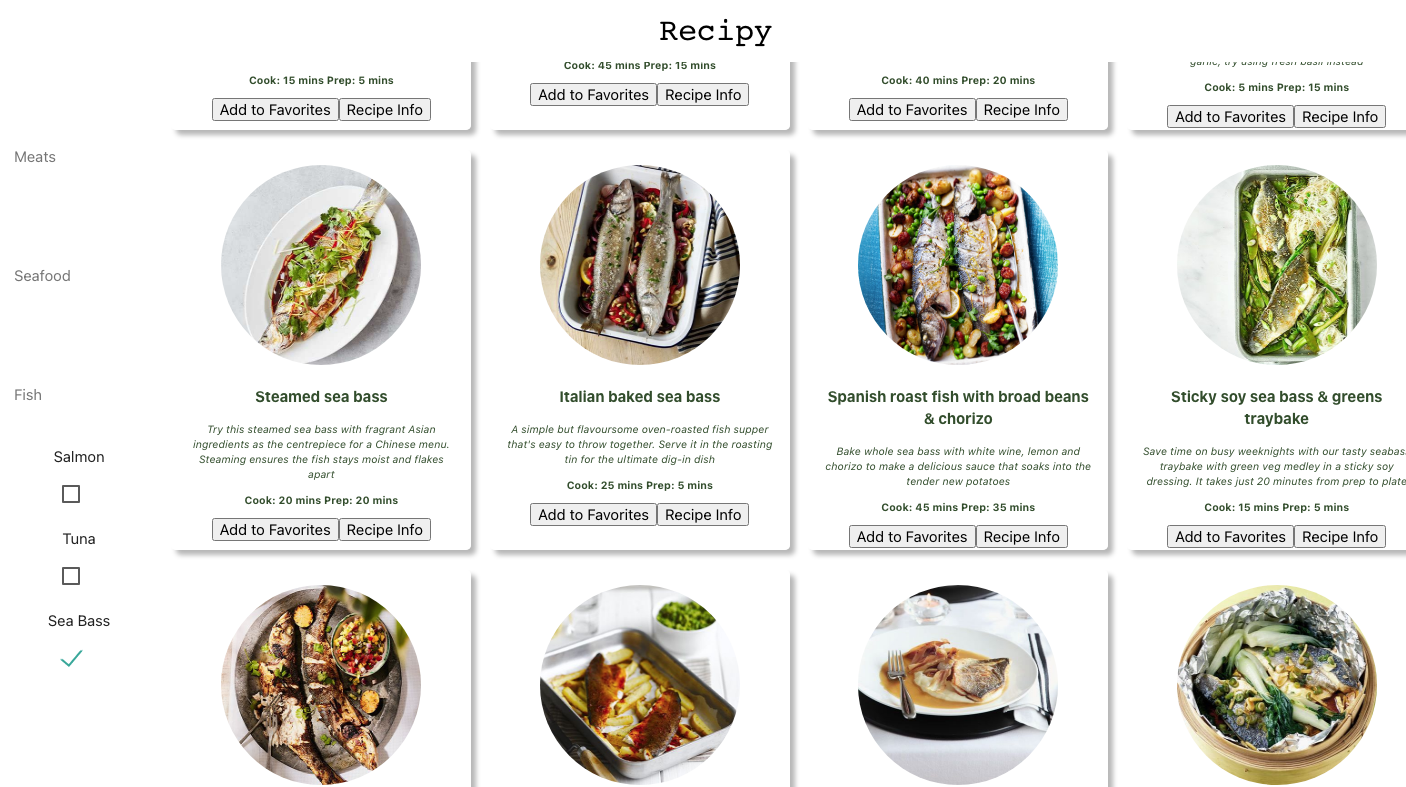 Recipy
Meats
Seafood
Fish
Salmon
Tuna
Sea Bass
Cook: 15 mins Prep: 5 mins
Add to Favorites Recipe Info
Cook: 45 mins Prep: 15 mins
Add to Favorites Recipe Info
Cook: 40 mins Prep: 20 mins
Add to Favorites Recipe Info
garlic, try using fresh basil instead
Cook: 5 mins Prep: 15 mins
Add to Favorites Recipe Info
Steamed sea bass
Try this steamed sea bass with fragrant Asian
ingredients as the centrepiece for a Chinese menu.
Steaming ensures the fish stays moist and flakes
apart
Cook: 20 mins Prep: 20 mins
Add to Favorites Recipe Info
Italian baked sea bass
A simple but flavoursome oven-roasted fish supper
that's easy to throw together. Serve it in the roasting
tin for the ultimate dig-in dish
Cook: 25 mins Prep: 5 mins
Add to Favorites Recipe Info
Spanish roast fish with broad beans
& chorizo
Bake whole sea bass with white wine, lemon and
chorizo to make a delicious sauce that soaks into the
tender new potatoes
Cook: 45 mins Prep: 35 mins
Add to Favorites Recipe Info
Sticky soy sea bass & greens
traybake
Save time on busy weeknights with our tasty seabass
traybake with green veg medley in a sticky soy
dressing. It takes just 20 minutes from prep to plate
Cook: 15 mins Prep: 5 mins
Add to Favorites Recipe Info